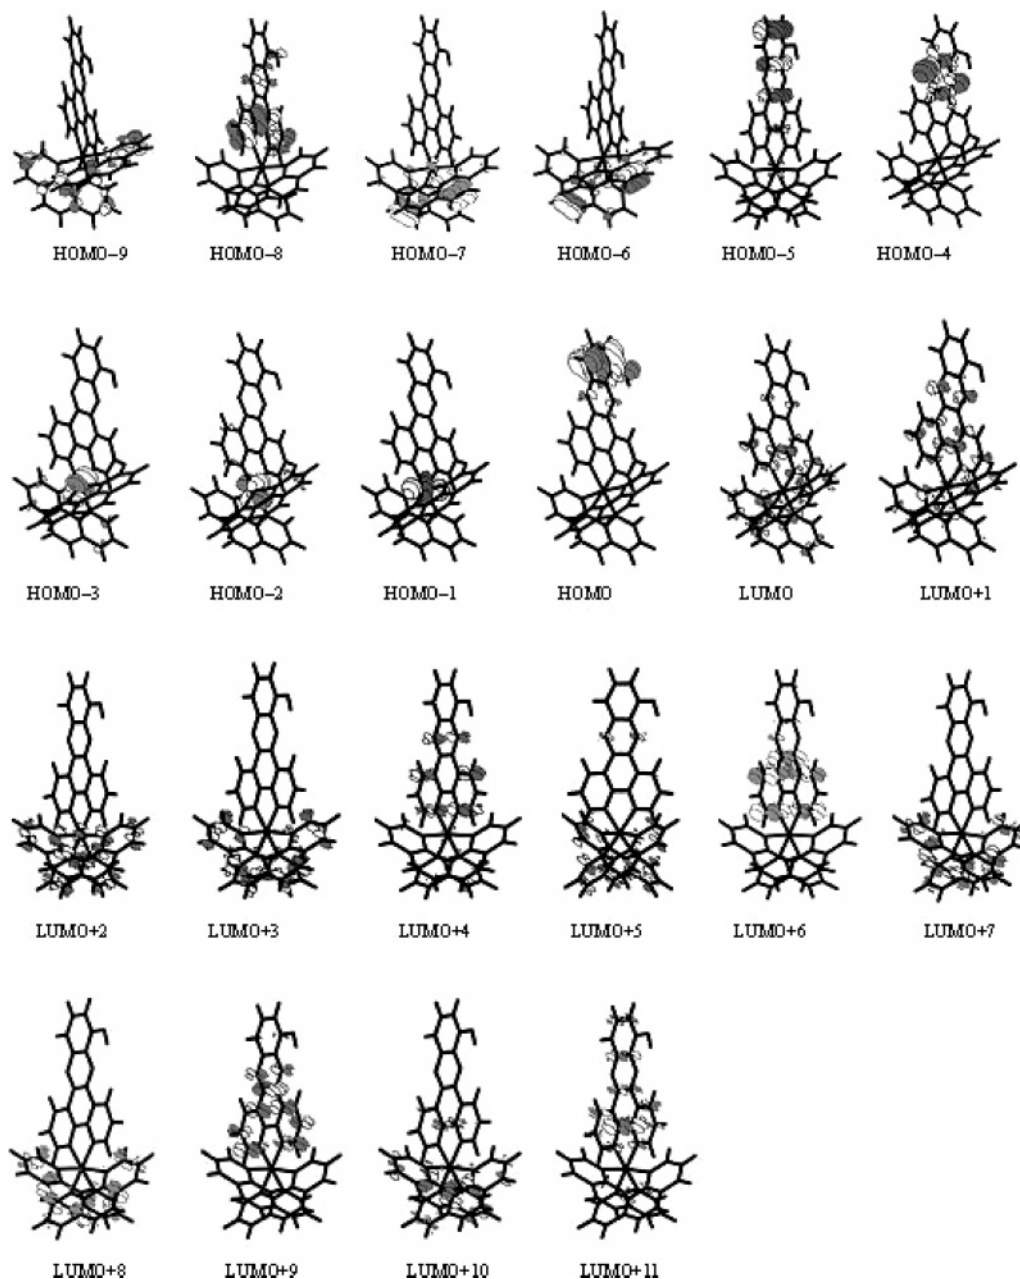 HOMO–9 HOMO–8 HOMO–7 HOMO–6 HOMO–5 HOMO–4
HOMO–3 HOMO–2 HOMO–1 HOMO LUMO LUMO+1
LUMO+2 LUMO+3 LUMO+4 LUMO+5 LUMO+6 LUMO+7
LUMO+8 LUMO+9 LUMO+10 LUMO+11